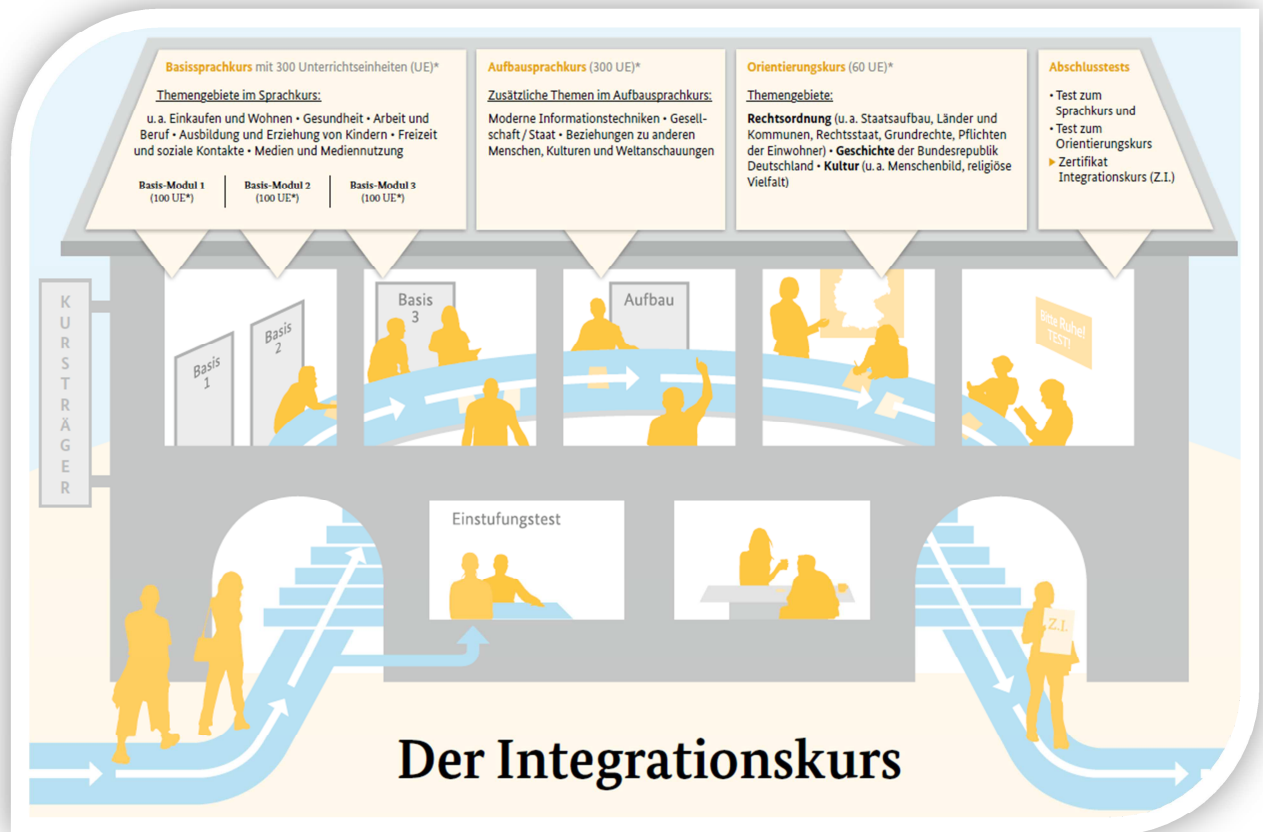 Basissprachkurs mit 300 Unterrichtseinheiten (UE)*
Themengebiete im Sprachkurs:
u. a. Einkaufen und Wohnen • Gesundheit • Arbeit und
Beruf • Ausbildung und Erziehung von Kindern • Freizeit
und soziale Kontakte • Medien und Mediennutzung
Basis-Modul 1
(100 UE*)
Basis-Modul 2
(100 UE*)
Basis-Modul 3
(100 UE*)
Aufbausprachkurs (300 UE)*
Zusätzliche Themen im Aufbausprachkurs:
Moderne Informationstechniken • Gesell-
schaft / Staat • Beziehungen zu anderen
Menschen, Kulturen und Weltanschauungen
Orientierungskurs (60 UE)*
Themengebiete:
Rechtsordnung (u. a. Staatsaufbau, Länder und
Kommunen, Rechtsstaat, Grundrechte, Pflichten
der Einwohner) • Geschichte der Bundesrepublik
Deutschland • Kultur (u. a. Menschenbild, religiöse
Vielfalt)
Abschlusstests
• Test zum
Sprachkurs und
• Test zum
Orientierungskurs
▶ Zertifikat
Integrationskurs (Z.I.)
KURSTRÄGER
Basis
1
Basis
2
Basis
3
Aufbau
Bitte Ruhe!
TEST!
Einstufungstest
Z.I.
Der Integrationskurs